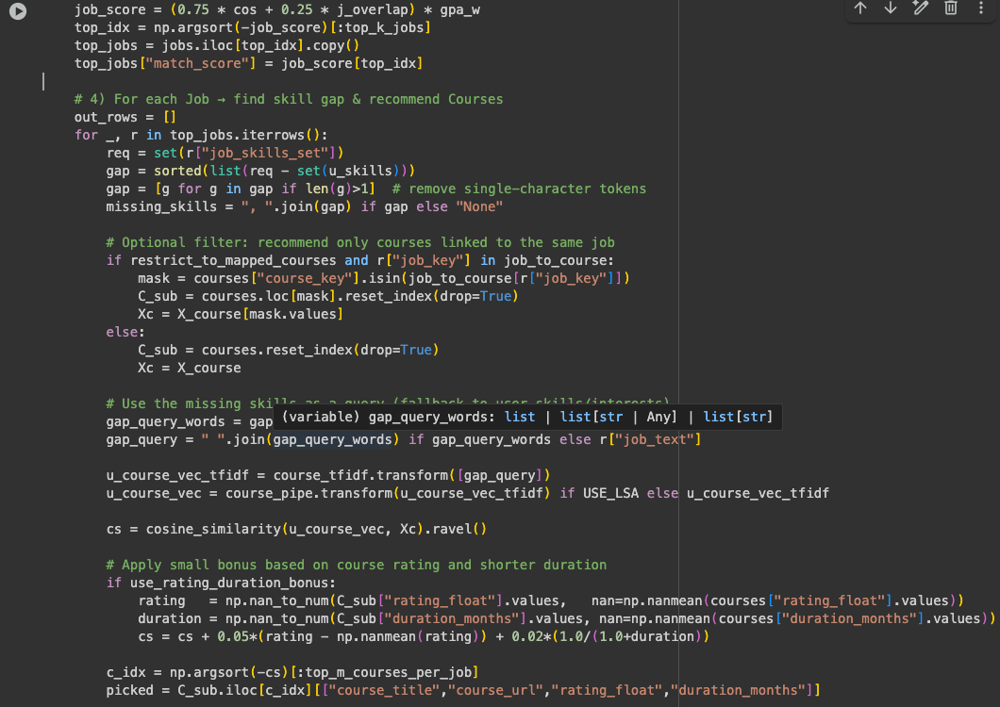 job_score = (0.75 * cos + 0.25 * j_overlap) * gpa_w
top_idx = np.argsort(-job_score)[:top_k_jobs]
top_jobs = jobs.iloc[top_idx].copy()
top_jobs["match_score"] = job_score[top_idx]

# 4) For each Job → find skill gap & recommend Courses
out_rows = []
for _, r in top_jobs.iterrows():
    req = set(r["job_skills_set"])
    gap = sorted(list(req - set(u_skills)))
    gap = [g for g in gap if len(g)>1]  # remove single-character tokens
    missing_skills = ", ".join(gap) if gap else "None"

    # Optional filter: recommend only courses linked to the same job
    if restrict_to_mapped_courses and r["job_key"] in job_to_course:
        mask = courses["course_key"].isin(job_to_course[r["job_key"]])
        C_sub = courses.loc[mask].reset_index(drop=True)
        Xc = X_course[mask.values]
    else:
        C_sub = courses.reset_index(drop=True)
        Xc = X_course

    # Use the missing skills as a query (fallback to user skills/interests)
    gap_query_words = gap
(variable) gap_query_words: list | list[str | Any] | list[str]
    gap_query = " ".join(gap_query_words) if gap_query_words else r["job_text"]

    u_course_vec_tfidf = course_tfidf.transform([gap_query])
    u_course_vec = course_pipe.transform(u_course_vec_tfidf) if USE_LSA else u_course_vec_tfidf

    cs = cosine_similarity(u_course_vec, Xc).ravel()

    # Apply small bonus based on course rating and shorter duration
    if use_rating_duration_bonus:
        rating   = np.nan_to_num(C_sub["rating_float"].values,   nan=np.nanmean(courses["rating_float"].values))
        duration = np.nan_to_num(C_sub["duration_months"].values, nan=np.nanmean(courses["duration_months"].values))
        cs = cs + 0.05*(rating - np.nanmean(rating)) + 0.02*(1.0/(1.0+duration))

    c_idx = np.argsort(-cs)[:top_m_courses_per_job]
    picked = C_sub.iloc[c_idx][["course_title","course_url","rating_float","duration_months"]]